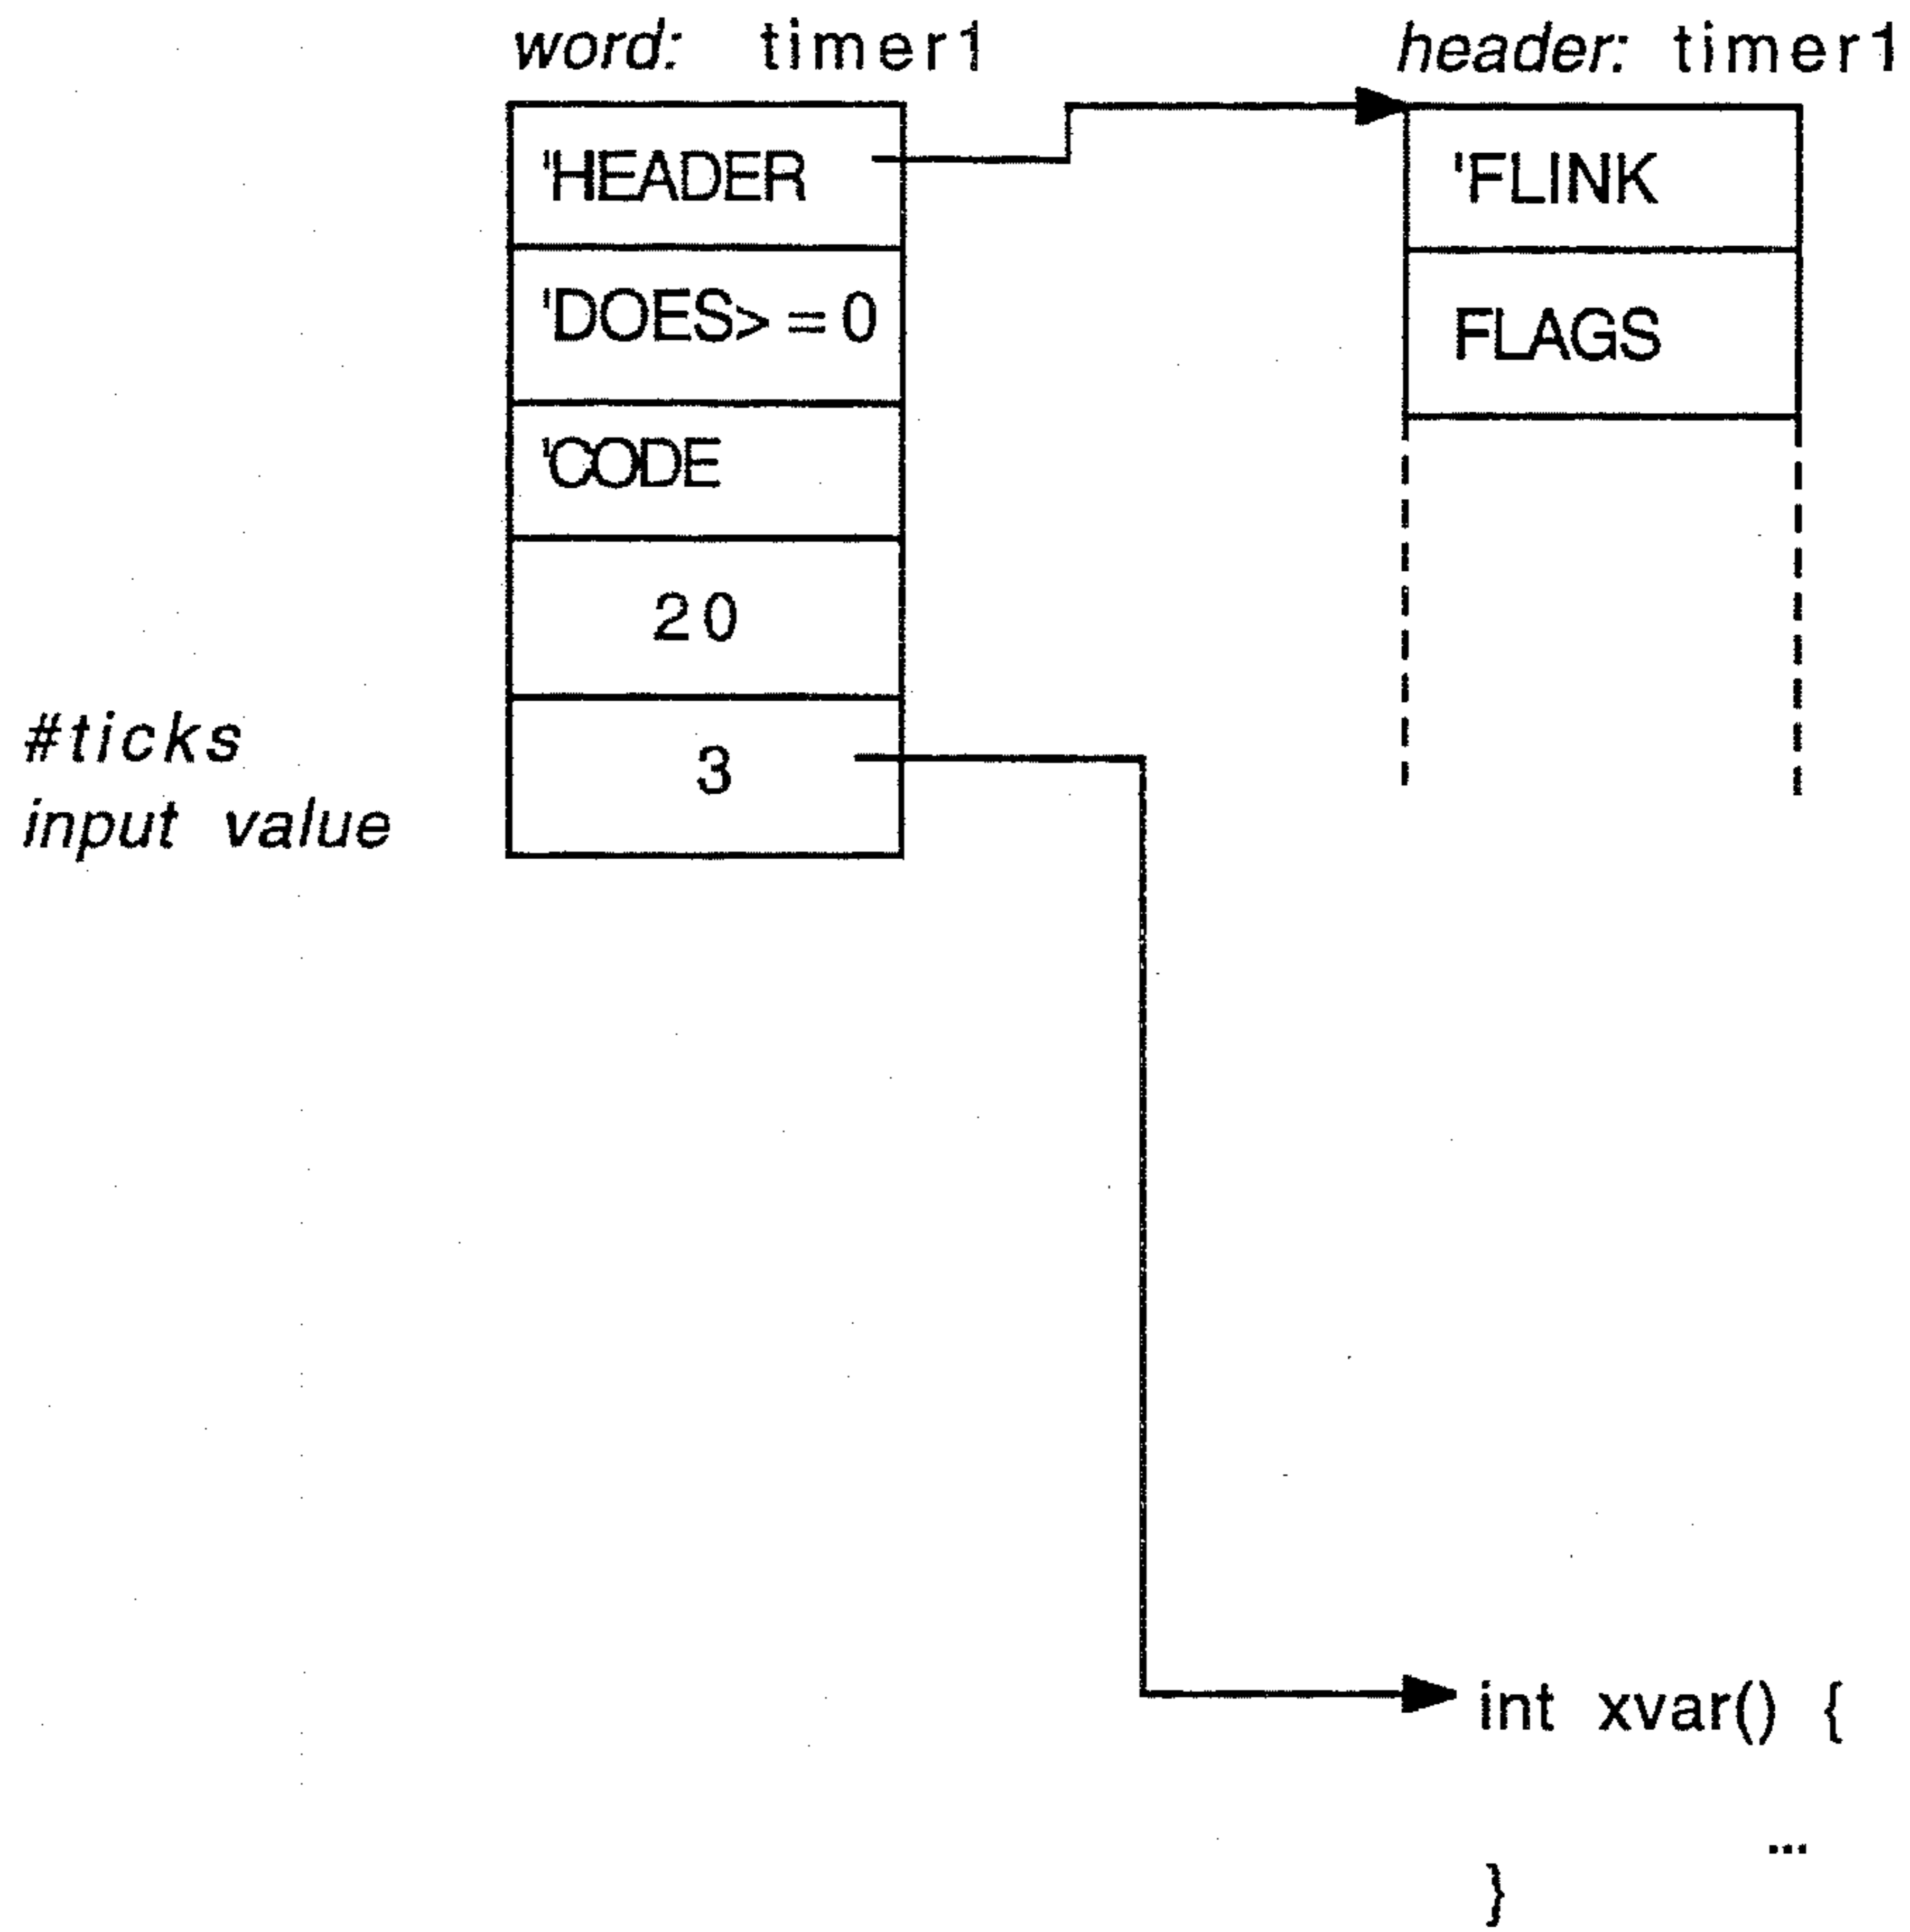 word: timer1
header: timer1
'HEADER
'FLINK
'DOES> = 0
FLAGS
'CODE
20
#ticks
input value
3
int xvar() {
...
}